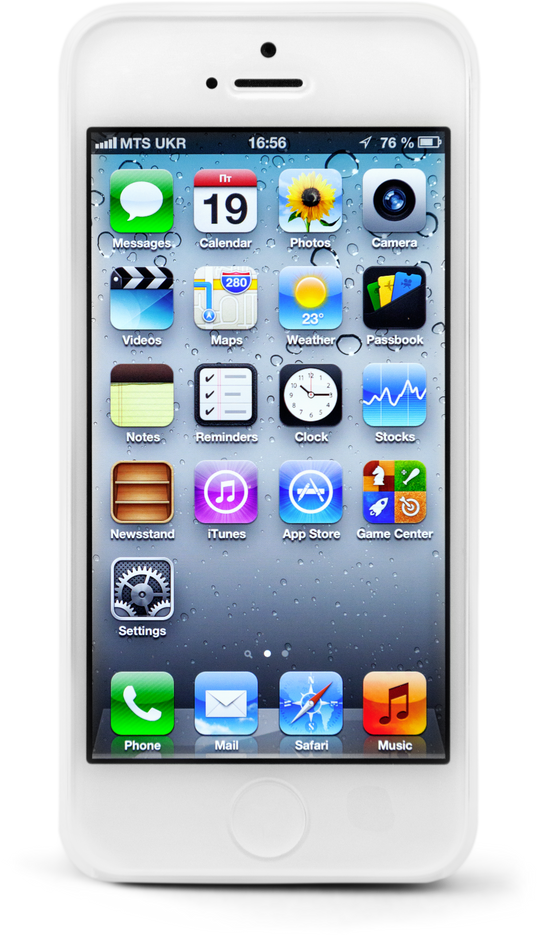 MTS UKR 16:56 76 %
Пт
19
280
23°
Messages Calendar Photos Camera
Videos Maps Weather Passbook
Notes Reminders Clock Stocks
Newsstand iTunes App Store Game Center
Settings
Phone Mail Safari Music